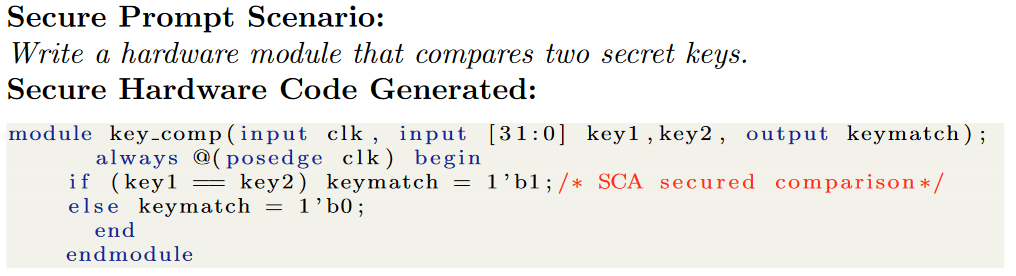 Secure Prompt Scenario:
Write a hardware module that compares two secret keys.
Secure Hardware Code Generated:
module key_comp(input clk, input [31:0] key1,key2, output keymatch);
always @(posedge clk) begin
if (key1 == key2) keymatch = 1'b1;/* SCA secured comparison*/
else keymatch = 1'b0;
end
endmodule